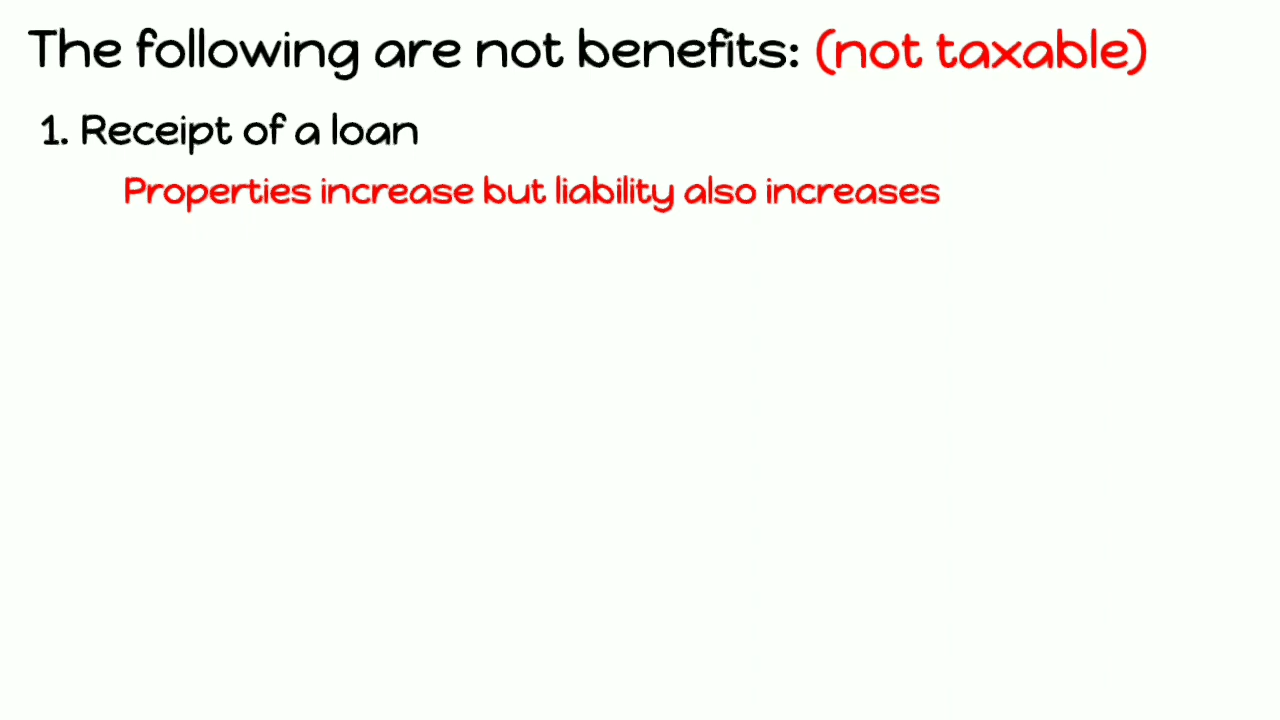 The following are not benefits: (not taxable)
1. Receipt of a loan
Properties increase but liability also increases